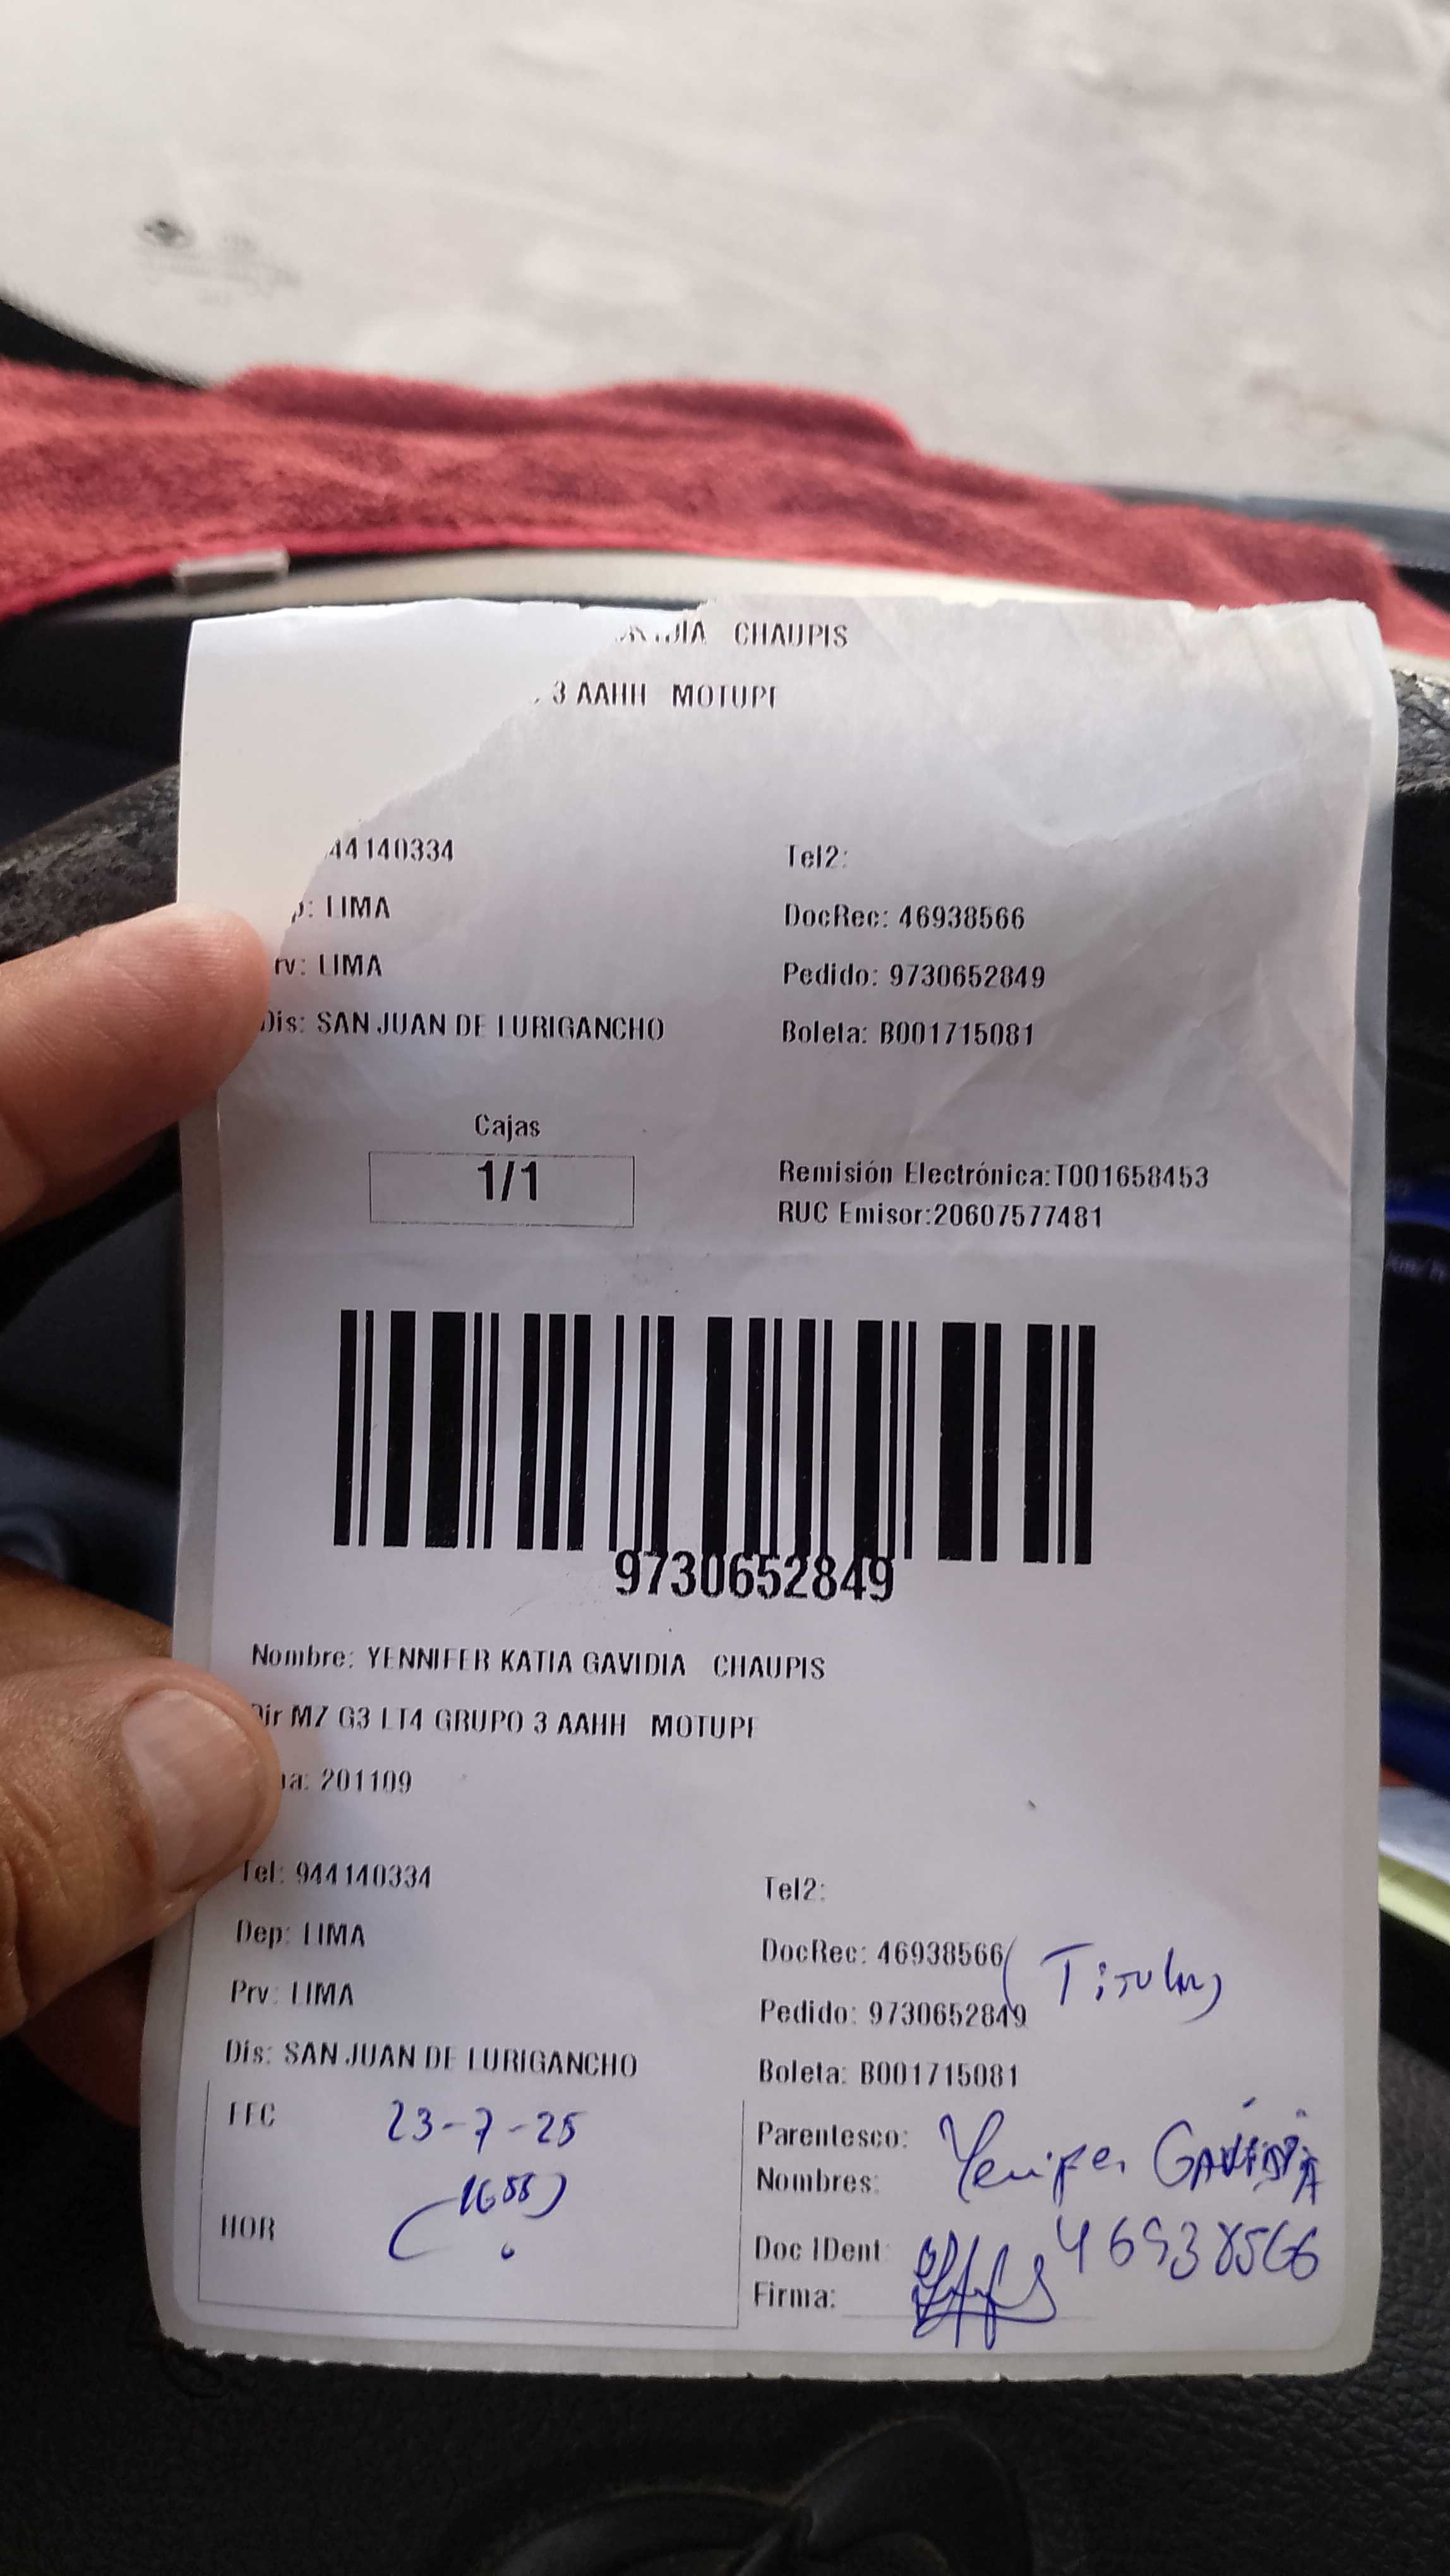 CHAUPIS
3 AAHH MOTUPE
44140334
Tel2:
p: LIMA
DocRec: 46938566
rv: LIMA
Pedido: 9730652849
Dis: SAN JUAN DE LURIGANCHO
Boleta: B001715081
Cajas
1/1
Remisión Electrónica:T001658453
RUC Emisor:20607577481
9730652849
Nombre: YENNIFER KATIA GAVIDIA CHAUPIS
Dir MZ G3 LT4 GRUPO 3 AAHH MOTUPE
na: 201109
Tel: 944140334
Tel2:
Dep: LIMA
DocRec: 46938566
Titular
Prv: LIMA
Pedido: 9730652849
Dis: SAN JUAN DE LURIGANCHO
Boleta: B001715081
FEC 23-7-25
Parentesco:
Nombres: Yenifer GAVIDIA
HOR (1655)
Doc IDent 46938566
Firma: